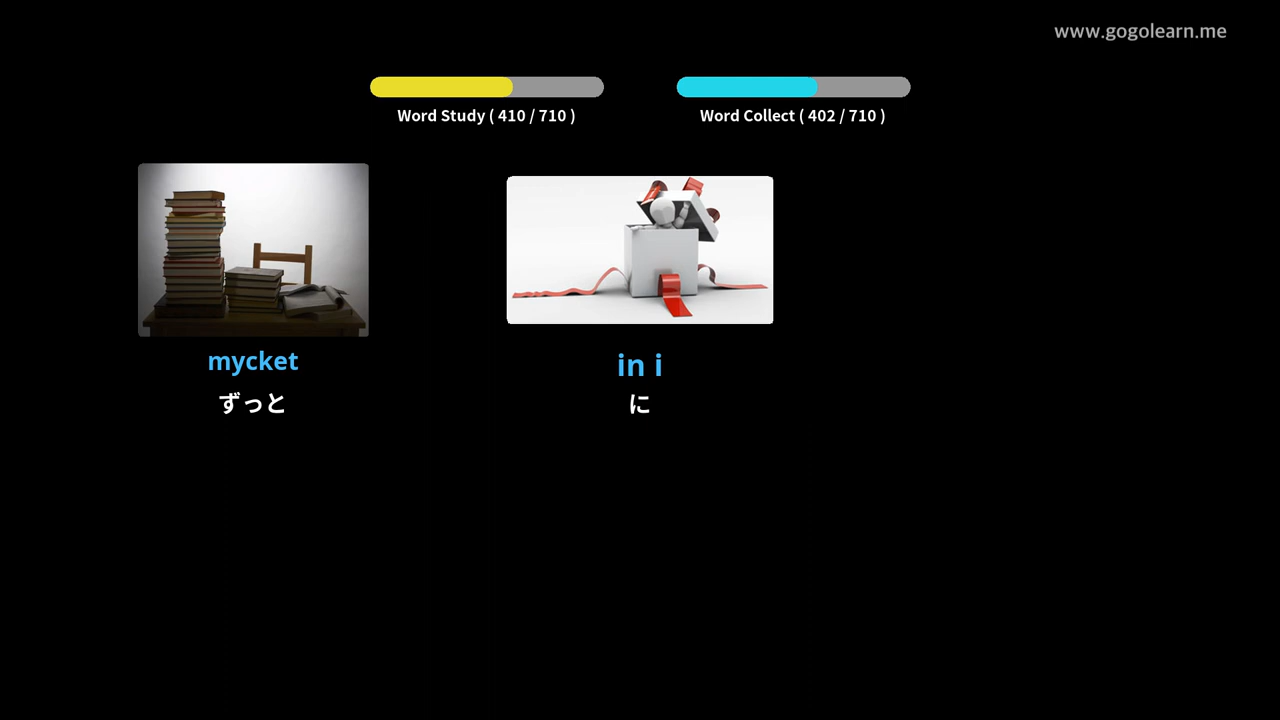 www.gogolearn.me
Word Study ( 410 / 710 )
Word Collect ( 402 / 710 )
mycket
ずっと
in i
に